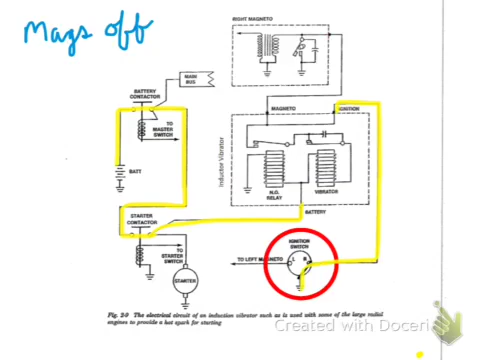 Mags off
RIGHT MAGNETO
MAIN
BUS
BATTERY
CONTACTOR
MAGNETO
IGNITION
TO
MASTER
SWITCH
Inductor Vibrator
BATT
N.O.
RELAY
VIBRATOR
STARTER
CONTACTOR
BATTERY
IGNITION
SWITCH
TO
STARTER
SWITCH
TO LEFT MAGNETO
L
R
STARTER
Fig. 2-9 The electrical circuit of an induction vibrator such as is used with some of the large radial
engines to provide a hot spark for starting
Created with Doceri